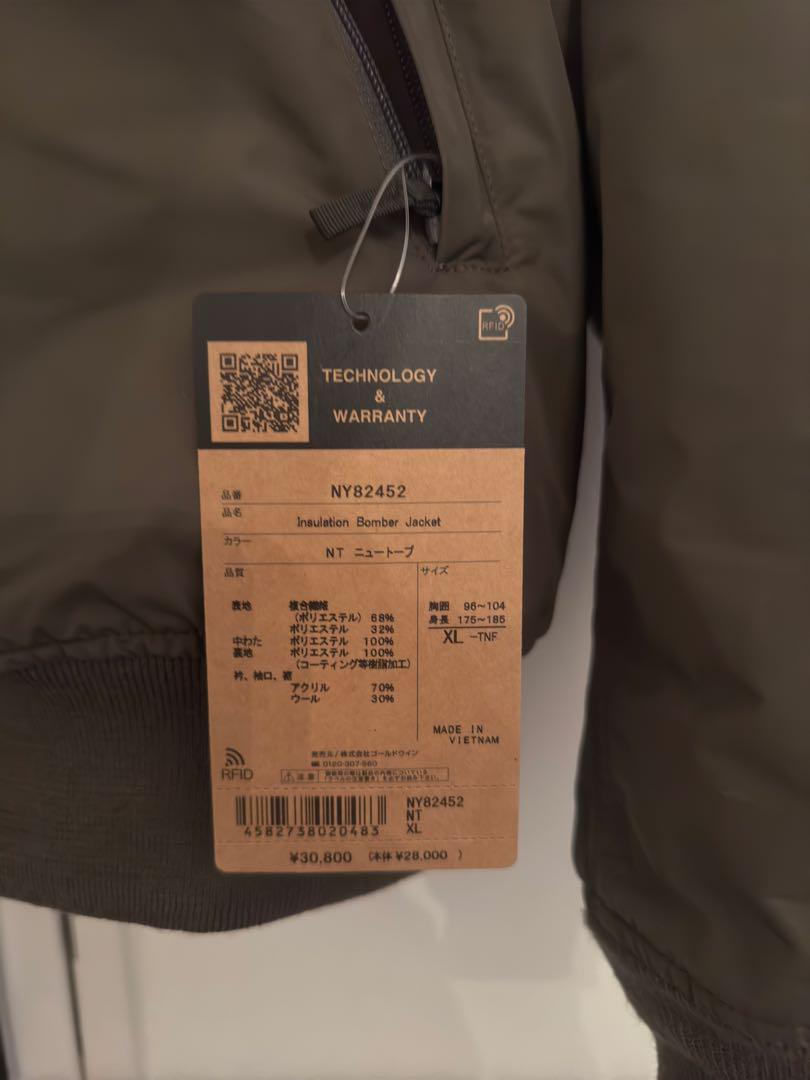 RFID
TECHNOLOGY
&
WARRANTY
品番 NY82452
品名 Insulation Bomber Jacket
カラー NT ニュートープ
品質
表地 複合繊維
(ポリエステル) 68%
ポリエステル 32%
中わた ポリエステル 100%
裏地 ポリエステル 100%
(コーティング等樹脂加工)
衿、袖口、裾
アクリル 70%
ウール 30%
サイズ
胸囲 96~104
身長 175~185
XL -TNF
MADE IN
VIETNAM
RFID
発売元/株式会社ゴールドウイン
0120-307-560
注意
4582738020483
NY82452
NT
XL
¥30,800 (本体 ¥28,000 )